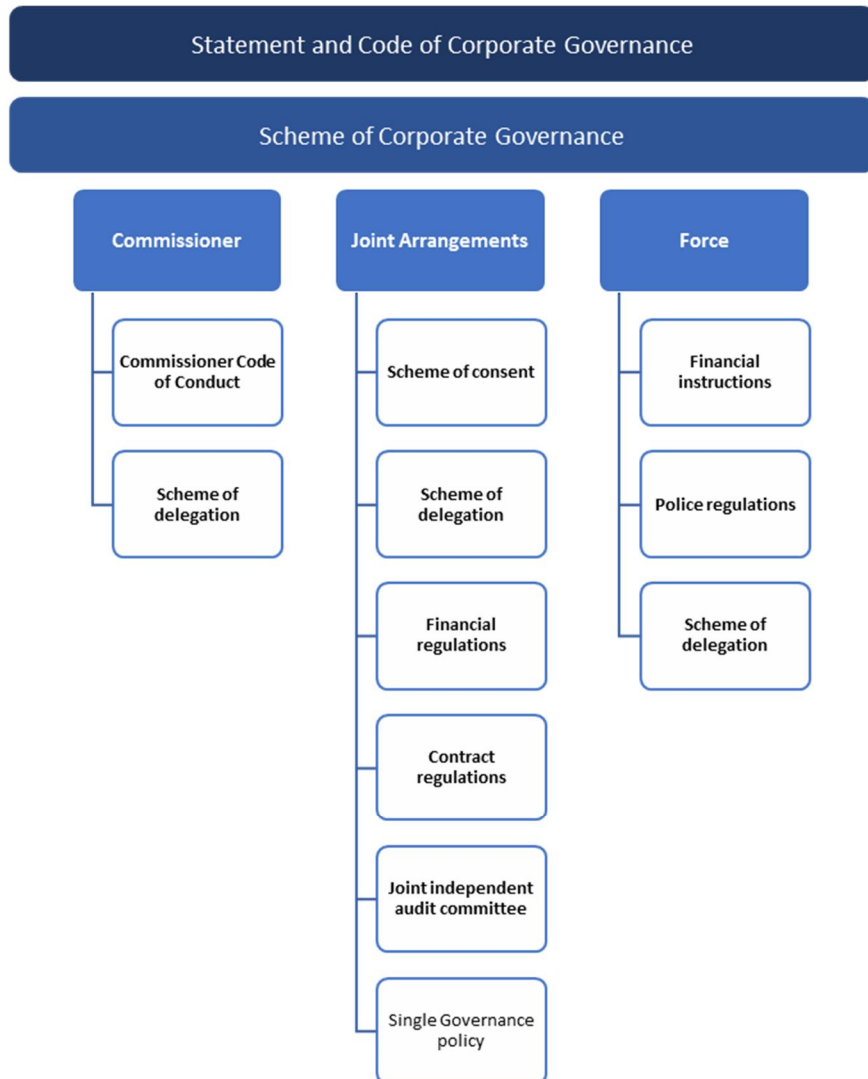 Statement and Code of Corporate Governance
Scheme of Corporate Governance
Commissioner
Commissioner Code
of Conduct
Scheme of
delegation
Joint Arrangements
Scheme of consent
Scheme of
delegation
Financial
regulations
Contract
regulations
Joint independent
audit committee
Single Governance
policy
Force
Financial
instructions
Police regulations
Scheme of
delegation